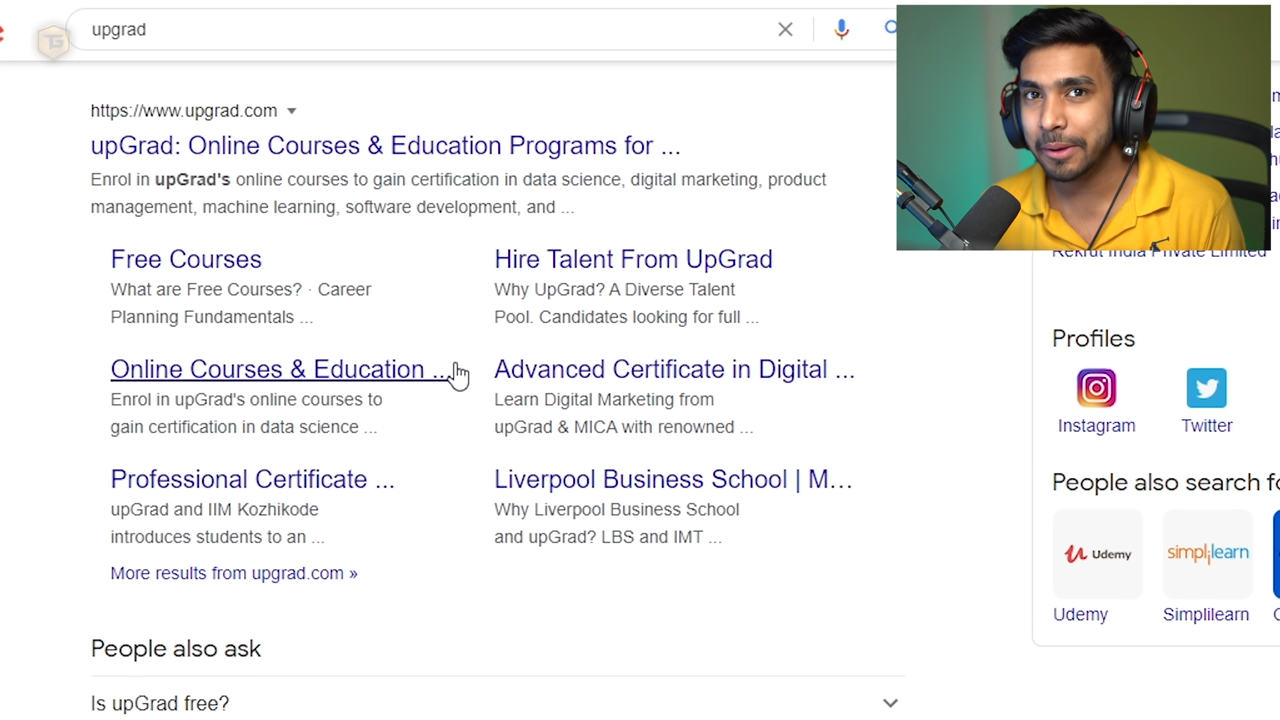 upgrad
https://www.upgrad.com
upGrad: Online Courses & Education Programs for ...
Enrol in upGrad's online courses to gain certification in data science, digital marketing, product
management, machine learning, software development, and ...
Free Courses
What are Free Courses? · Career
Planning Fundamentals ...
Hire Talent From UpGrad
Why UpGrad? A Diverse Talent
Pool. Candidates looking for full ...
Online Courses & Education ...
Enrol in upGrad's online courses to
gain certification in data science ...
Advanced Certificate in Digital ...
Learn Digital Marketing from
upGrad & MICA with renowned ...
Professional Certificate ...
upGrad and IIM Kozhikode
introduces students to an ...
Liverpool Business School | M...
Why Liverpool Business School
and upGrad? LBS and IMT ...
More results from upgrad.com »
People also ask
Is upGrad free?
Rekrut India Private Limited
Profiles
Instagram
Twitter
People also search fo
Udemy
simplilearn
Udemy
Simplilearn
TG